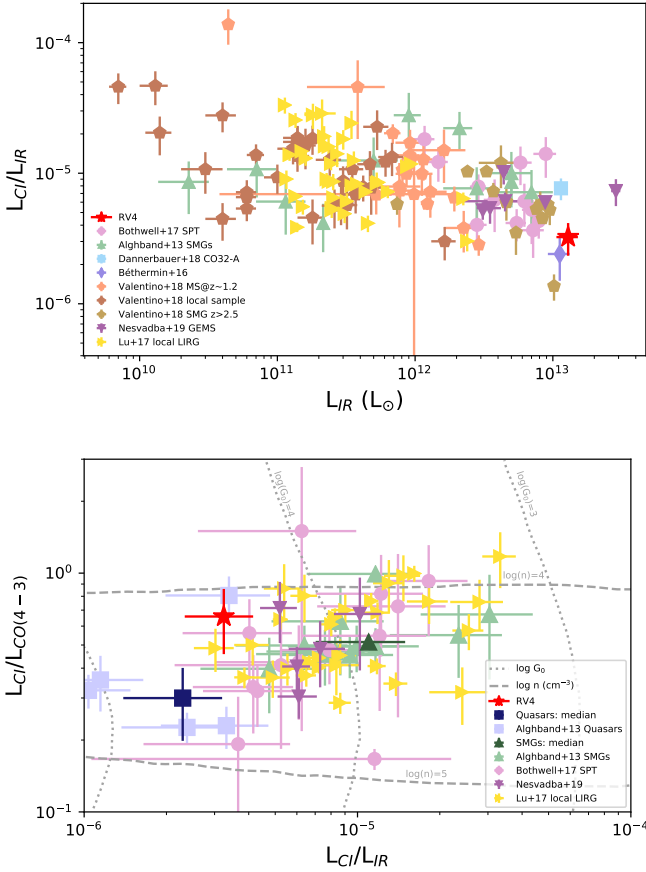 10⁻⁴
10⁻⁵
10⁻⁶
L_CI/L_IR
RV4
Bothwell+17 SPT
Alghband+13 SMGs
Dannerbauer+18 CO32-A
Béthermin+16
Valentino+18 MS@z~1.2
Valentino+18 local sample
Valentino+18 SMG z>2.5
Nesvadba+19 GEMS
Lu+17 local LIRG
10¹⁰ 10¹¹ 10¹² 10¹³
L_IR (L_⊙)
log(G₀)=4
log(G₀)=3
log(n)=4
log(n)=5
10⁰
10⁻¹
L_CI/L_CO(4−3)
log G₀
log n (cm⁻³)
RV4
Quasars: median
Alghband+13 Quasars
SMGs: median
Alghband+13 SMGs
Bothwell+17 SPT
Nesvadba+19
Lu+17 local LIRG
10⁻⁶ 10⁻⁵ 10⁻⁴
L_CI/L_IR